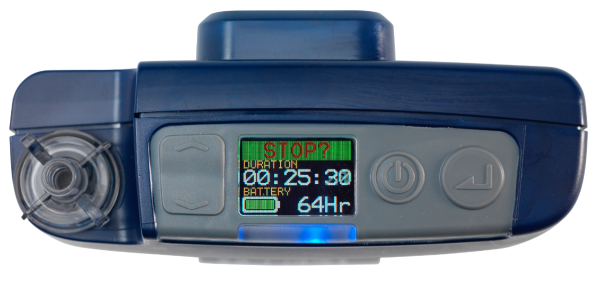 STOP?
DURATION
00:25:30
BATTERY
64Hr